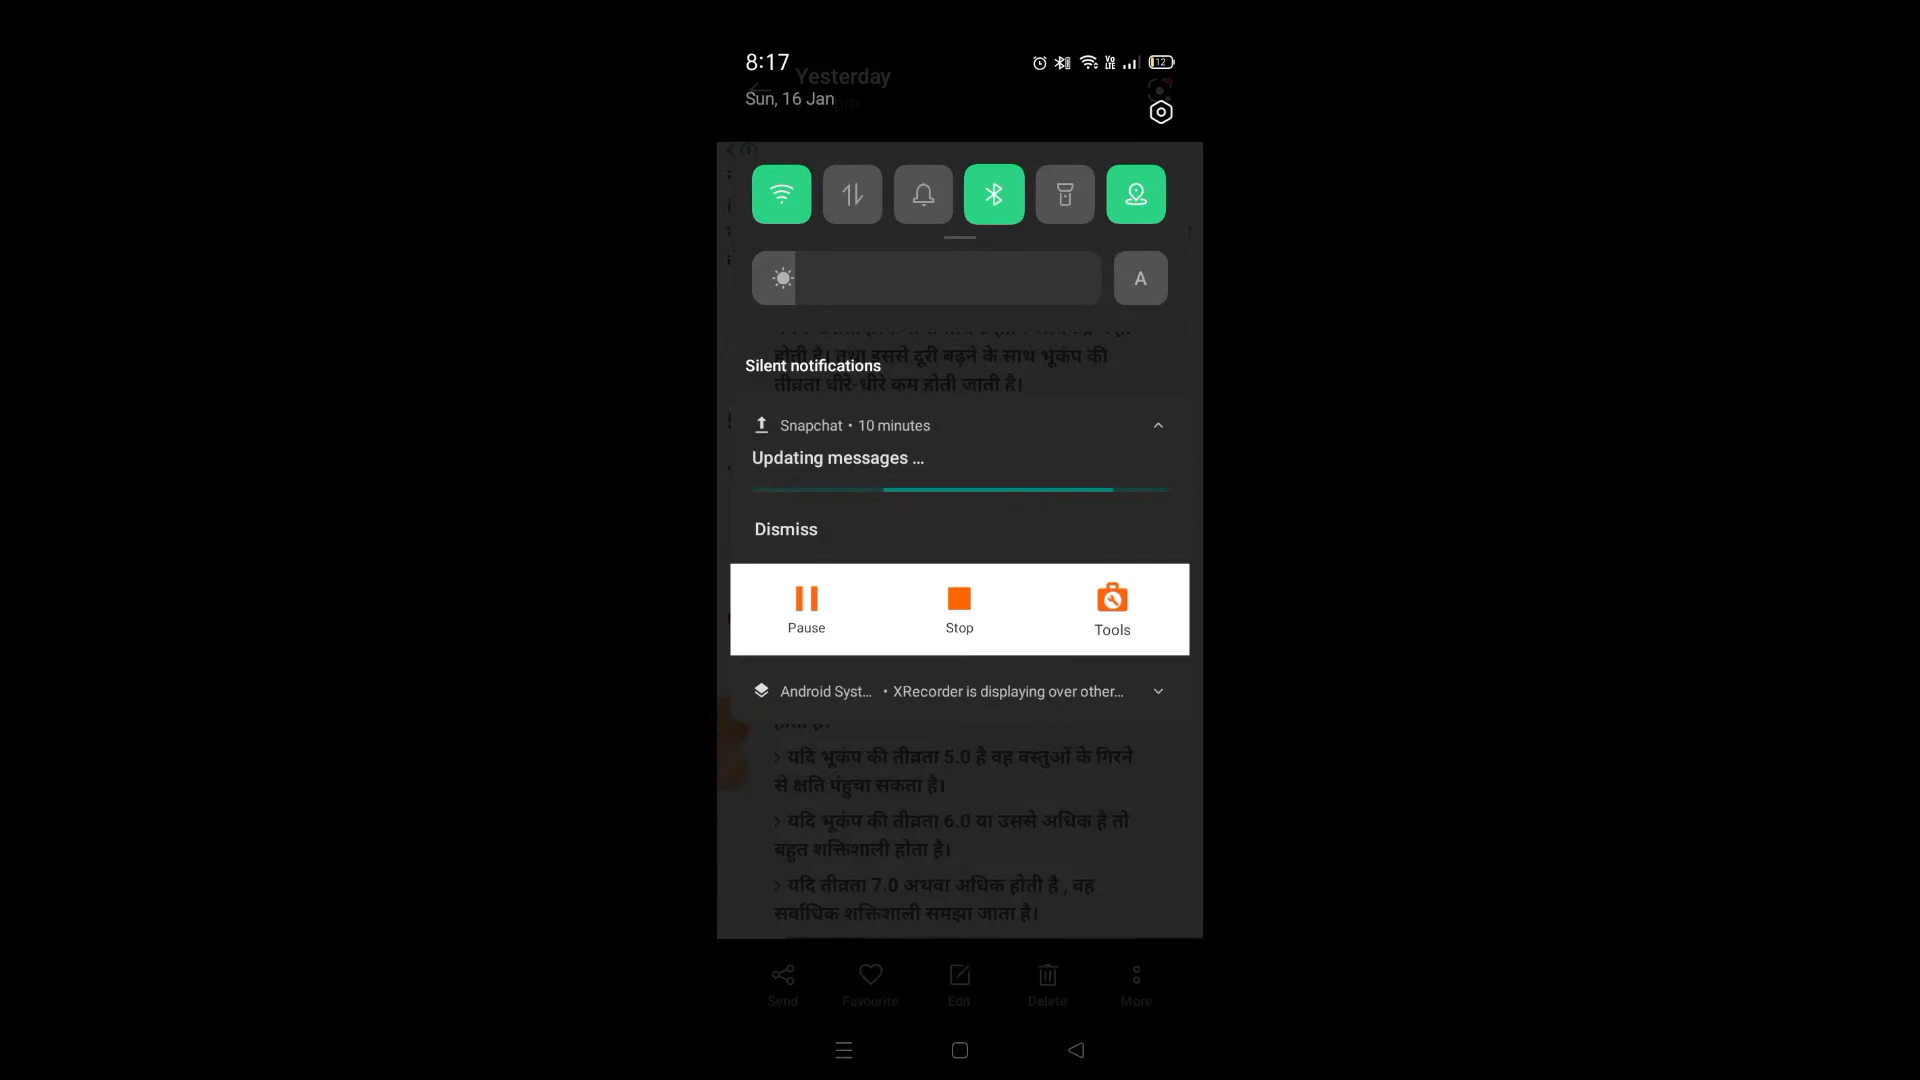 8:17
Yesterday
Sun, 16 Jan
12
A
होती है। तथा इससे दूरी बढ़ने के साथ भूकंप की
Silent notifications
तीव्रता धीरे-धीरे कम होती जाती है।
Snapchat • 10 minutes
Updating messages ...
Dismiss
Pause
Stop
Tools
Android Syst... • XRecorder is displaying over other...
> यदि भूकंप की तीव्रता 5.0 है वह वस्तुओं के गिरने
से क्षति पंहुचा सकता है।
> यदि भूकंप की तीव्रता 6.0 या उससे अधिक है तो
बहुत शक्तिशाली होता है।
> यदि तीव्रता 7.0 अथवा अधिक होती है , वह
सर्वाधिक शक्तिशाली समझा जाता है।
Send
Favourite
Edit
Delete
More